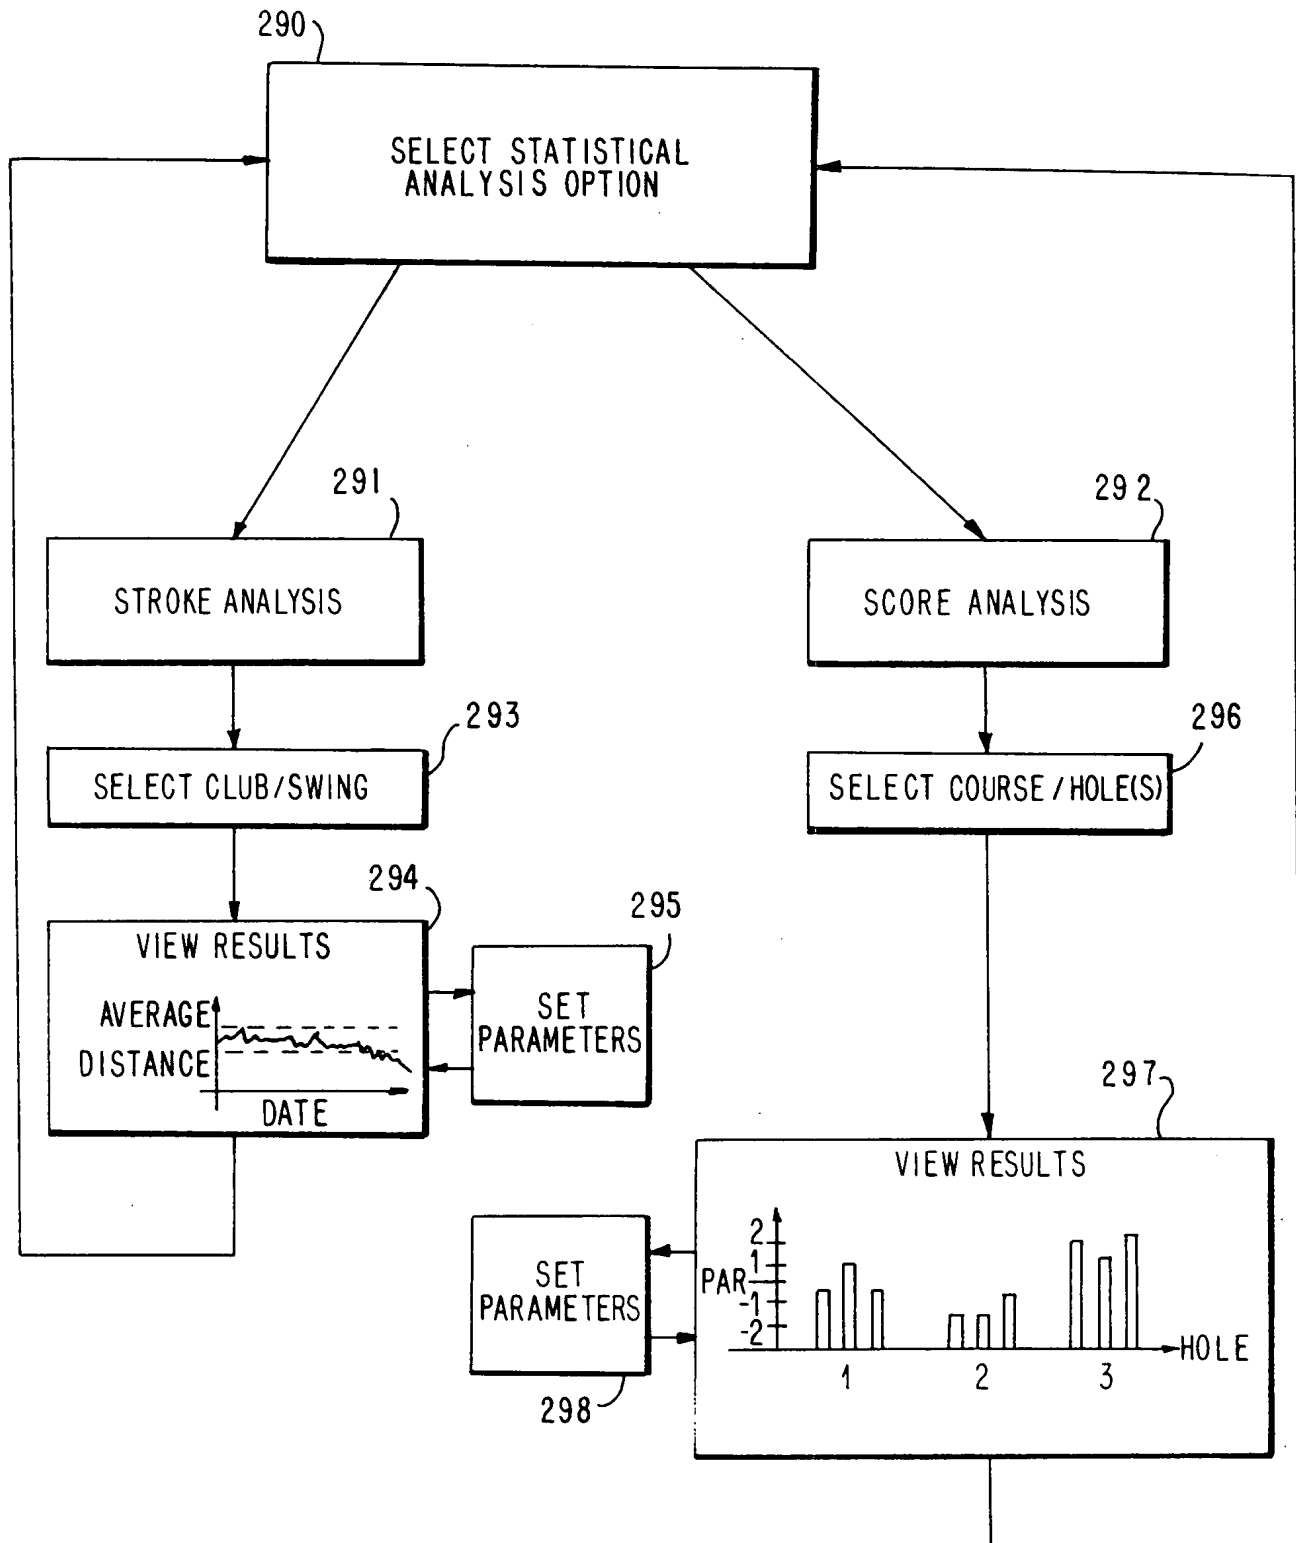 290
SELECT STATISTICAL
ANALYSIS OPTION
291
STROKE ANALYSIS
292
SCORE ANALYSIS
293
SELECT CLUB/SWING
296
SELECT COURSE/HOLE(S)
294
VIEW RESULTS
AVERAGE
DISTANCE
DATE
295
SET
PARAMETERS
297
VIEW RESULTS
2
1
PAR
-1
-2
HOLE
1 2 3
SET
PARAMETERS
298